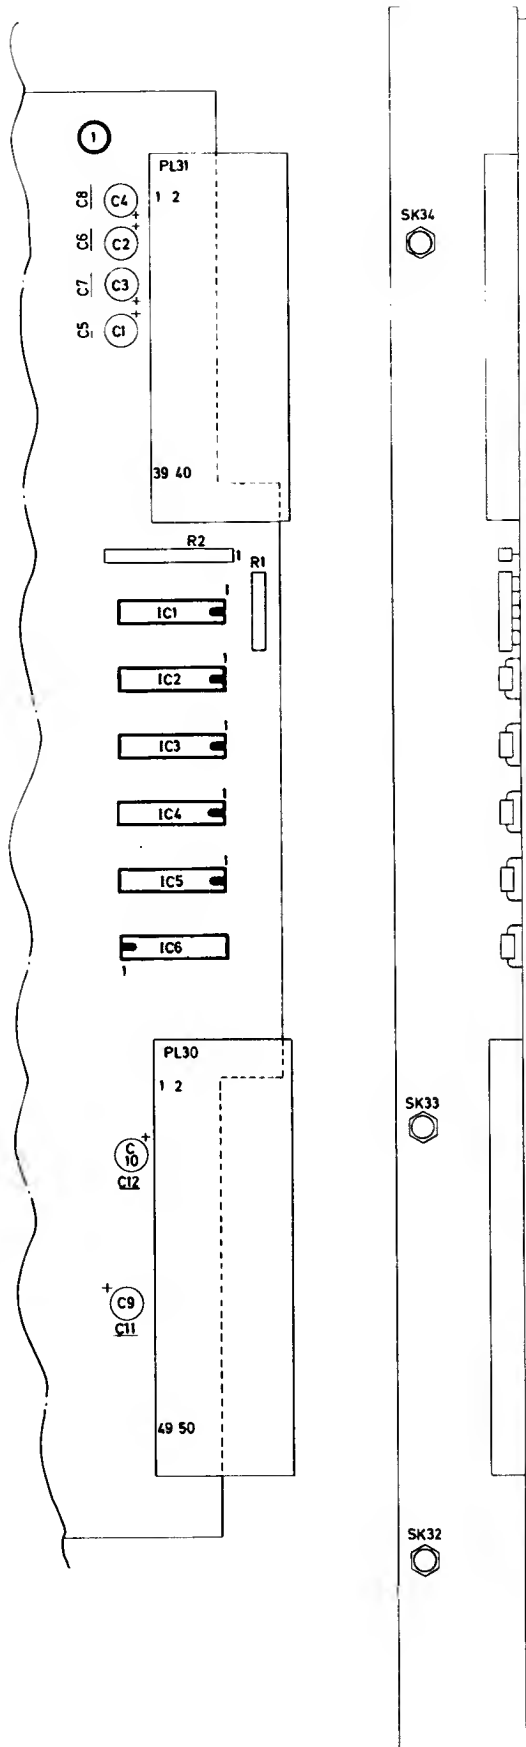 1
PL31
1 2
C8 C4 +
C6 C2 +
C7 C3 +
C5 C1 +
SK34
39 40
R2
1
R1
1
IC1
1
IC2
1
IC3
1
IC4
1
IC5
IC6
1
PL30
1 2
SK33
+
C
10
C12
+
C9
C11
49 50
SK32